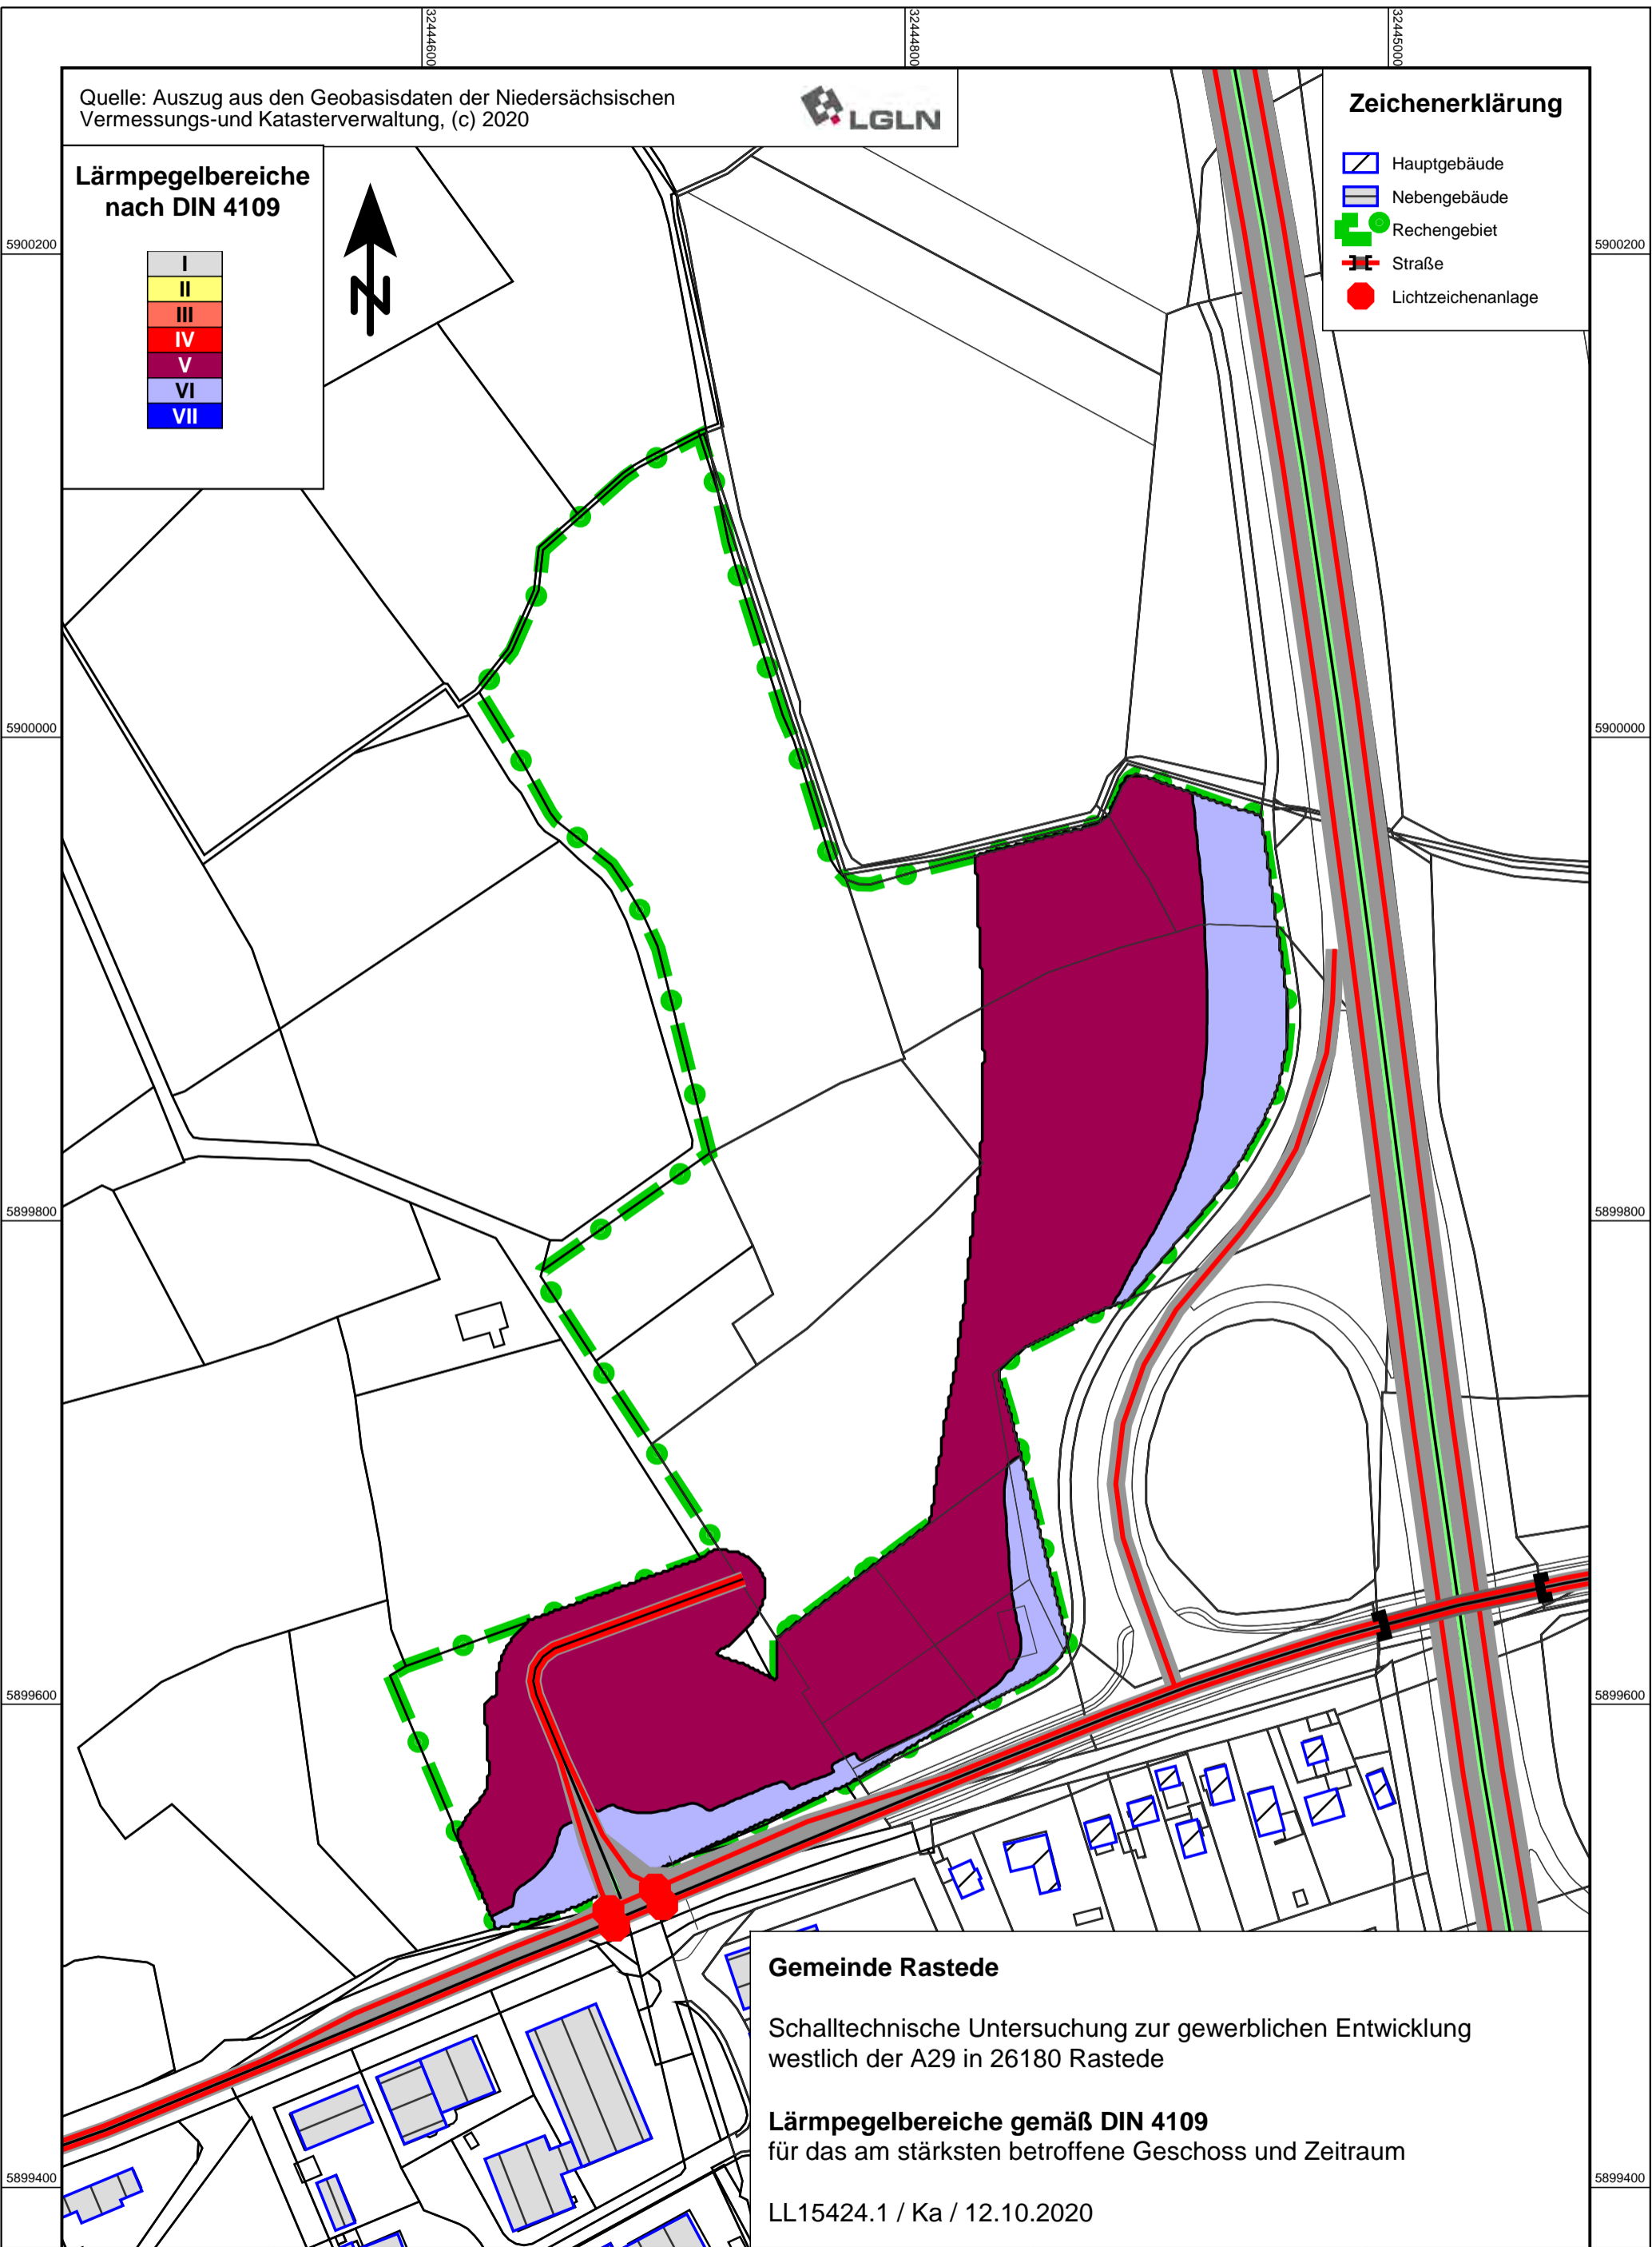 32444600
32444800
32445000
Quelle: Auszug aus den Geobasisdaten der Niedersächsischen
Vermessungs-und Katasterverwaltung, (c) 2020
LGLN
Zeichenerklärung
Hauptgebäude
Nebengebäude
Rechengebiet
Straße
Lichtzeichenanlage
Lärmpegelbereiche
nach DIN 4109
I
II
III
IV
V
VI
VII
N
5900200
5900200
5900000
5900000
5899800
5899800
5899600
5899600
5899400
5899400
Gemeinde Rastede
Schalltechnische Untersuchung zur gewerblichen Entwicklung
westlich der A29 in 26180 Rastede
Lärmpegelbereiche gemäß DIN 4109
für das am stärksten betroffene Geschoss und Zeitraum
LL15424.1 / Ka / 12.10.2020